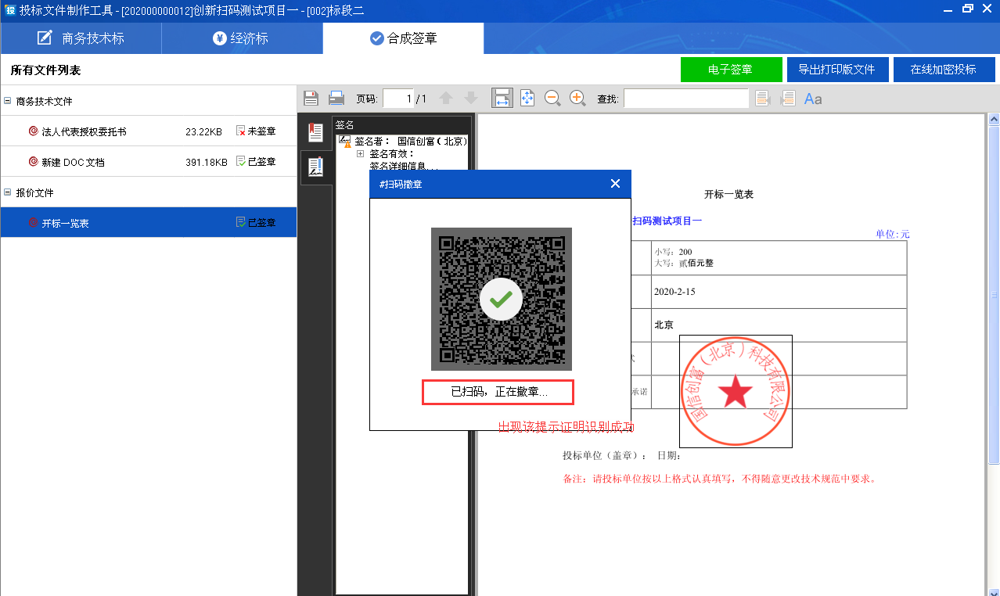 投标文件制作工具 - [202000000012]创新扫码测试项目一 - [002]标段二
商务技术标
¥ 经济标
合成签章
所有文件列表
电子签章
导出打印版文件
在线加密投标
商务技术文件
法人代表授权委托书 23.22KB 未签章
新建 DOC 文档 391.18KB 已签章
报价文件
开标一览表 已签章
页码: 1 /1
查找:
Aa
签名
签名者： 国信创富（北京）
签名有效：
签名详细信息...
#扫码撤章
已扫码，正在撤章...
出现该提示证明识别成功
开标一览表
扫码测试项目一
单位:元
小写：200
大写：贰佰元整
2020-2-15
北京
承诺
国信创富（北京）科技有限公司
投标单位（盖章）： 日期：
备注：请投标单位按以上格式认真填写，不得随意更改技术规范中要求。